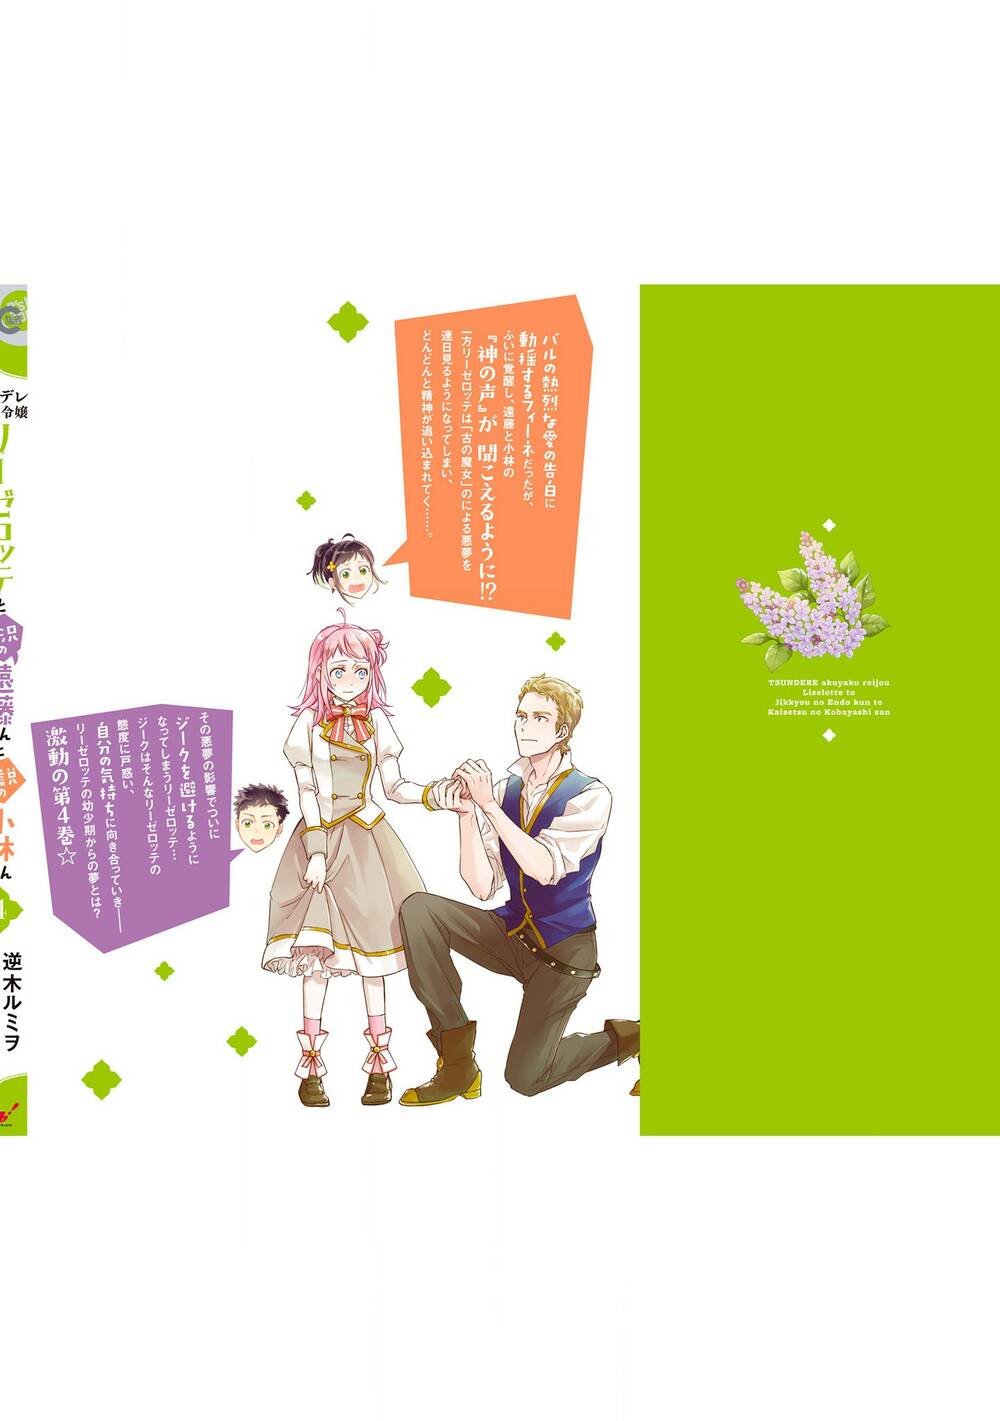 バルの熱烈な愛の告白に
動揺するフィーネだったが、
ふいに覚醒し、遠藤と小林の
『神の声』が 聞こえるように!?
一方リーゼロッテは「古の魔女」のによる悪夢を
連日見るようになってしまい、
どんどんと精神が追い込まれてく……。
その悪夢の影響でついに
ジークを避けるように
なってしまうリーゼロッテ…
ジークはそんなリーゼロッテの
態度に戸惑い、
自分の気持ちに向き合っていき――
リーゼロッテの幼少期からの夢とは?
激動の第4巻☆
TSUNDERE akuyaku reijou
Liselotte to
Jikkyou no Endo kun to
Kaisetsu no Kobayashi san
デレ
令嬢
リーゼロッテと
の遠藤んと
の小林ん
4
逆木ルミヲ